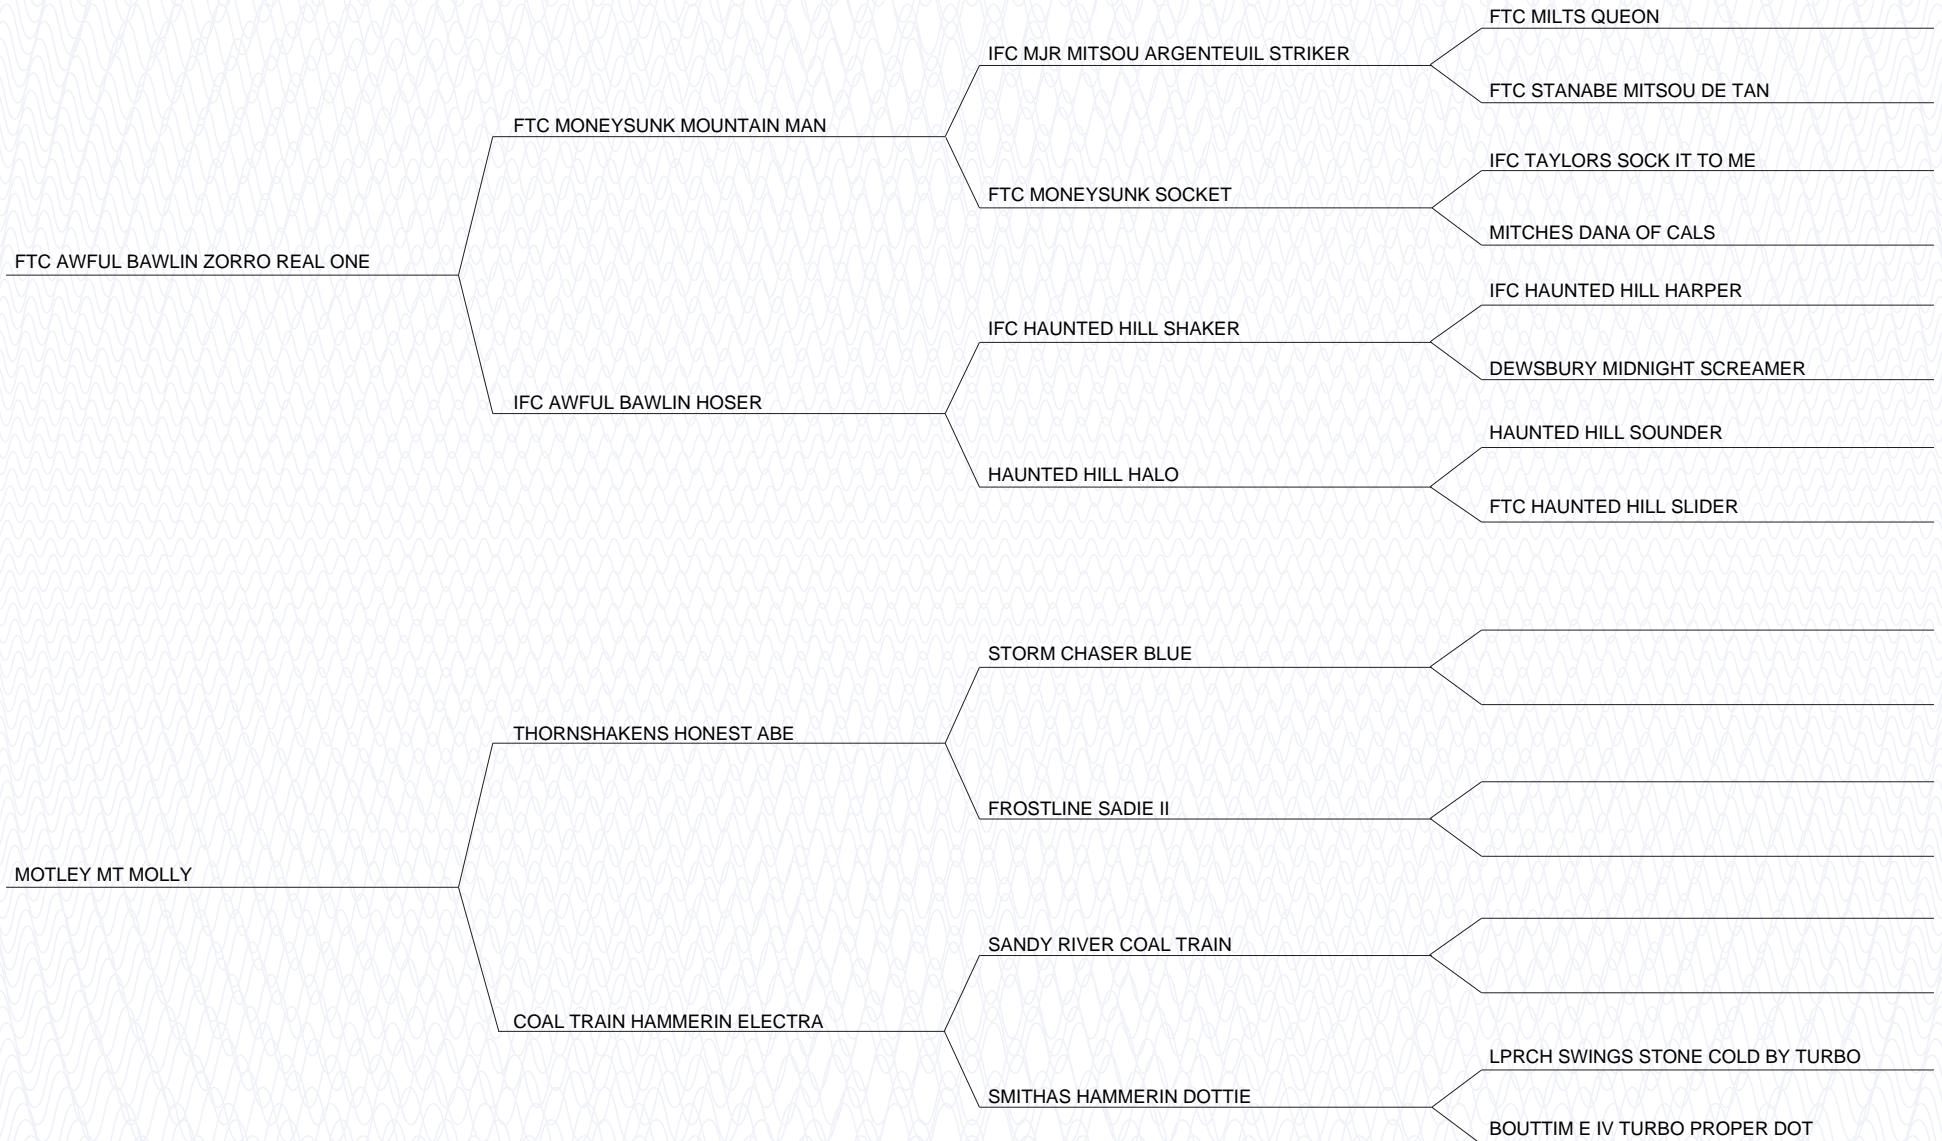 FTC MILTS QUEON
IFC MJR MITSOU ARGENTEUIL STRIKER
FTC STANABE MITSOU DE TAN
FTC MONEYSUNK MOUNTAIN MAN
IFC TAYLORS SOCK IT TO ME
FTC MONEYSUNK SOCKET
MITCHES DANA OF CALS
FTC AWFUL BAWLIN ZORRO REAL ONE
IFC HAUNTED HILL HARPER
IFC HAUNTED HILL SHAKER
DEWSBURY MIDNIGHT SCREAMER
IFC AWFUL BAWLIN HOSER
HAUNTED HILL SOUNDER
HAUNTED HILL HALO
FTC HAUNTED HILL SLIDER
STORM CHASER BLUE
THORNSHAKENS HONEST ABE
FROSTLINE SADIE II
MOTLEY MT MOLLY
SANDY RIVER COAL TRAIN
COAL TRAIN HAMMERIN ELECTRA
LPRCH SWINGS STONE COLD BY TURBO
SMITHAS HAMMERIN DOTTIE
BOUTTIM E IV TURBO PROPER DOT